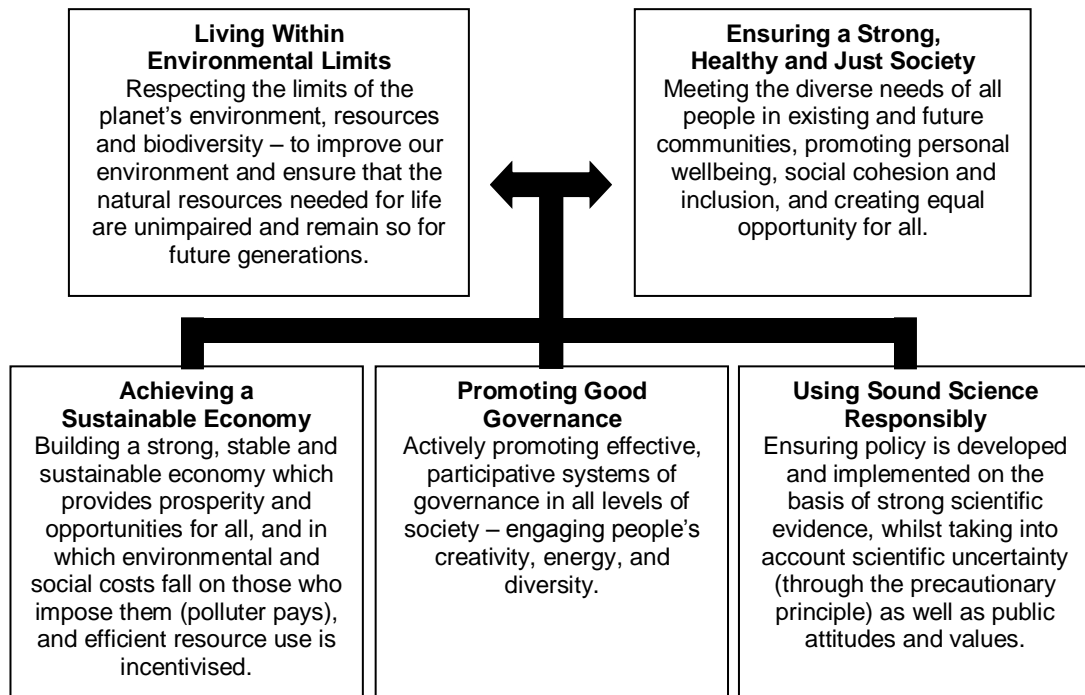 Living Within
Environmental Limits
Respecting the limits of the
planet’s environment, resources
and biodiversity – to improve our
environment and ensure that the
natural resources needed for life
are unimpaired and remain so for
future generations.
Ensuring a Strong,
Healthy and Just Society
Meeting the diverse needs of all
people in existing and future
communities, promoting personal
wellbeing, social cohesion and
inclusion, and creating equal
opportunity for all.
Achieving a
Sustainable Economy
Building a strong, stable and
sustainable economy which
provides prosperity and
opportunities for all, and in
which environmental and
social costs fall on those who
impose them (polluter pays),
and efficient resource use is
incentivised.
Promoting Good
Governance
Actively promoting effective,
participative systems of
governance in all levels of
society – engaging people’s
creativity, energy, and
diversity.
Using Sound Science
Responsibly
Ensuring policy is developed
and implemented on the
basis of strong scientific
evidence, whilst taking into
account scientific uncertainty
(through the precautionary
principle) as well as public
attitudes and values.